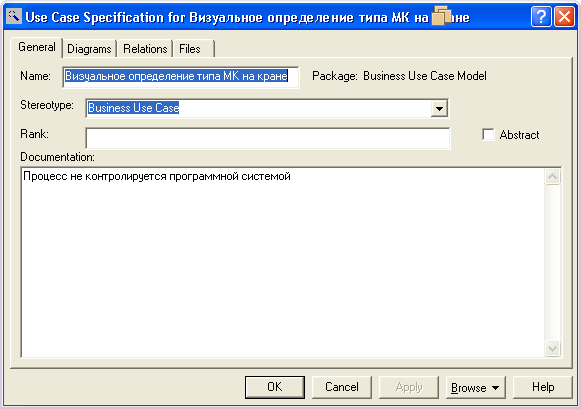 Use Case Specification for Визуальное определение типа МК на не
General Diagrams Relations Files
Name: Визуальное определение типа МК на кране Package: Business Use Case Model
Stereotype: Business Use Case
Rank: Abstract
Documentation:
Процесс не контролируется программной системой
OK Cancel Apply Browse Help